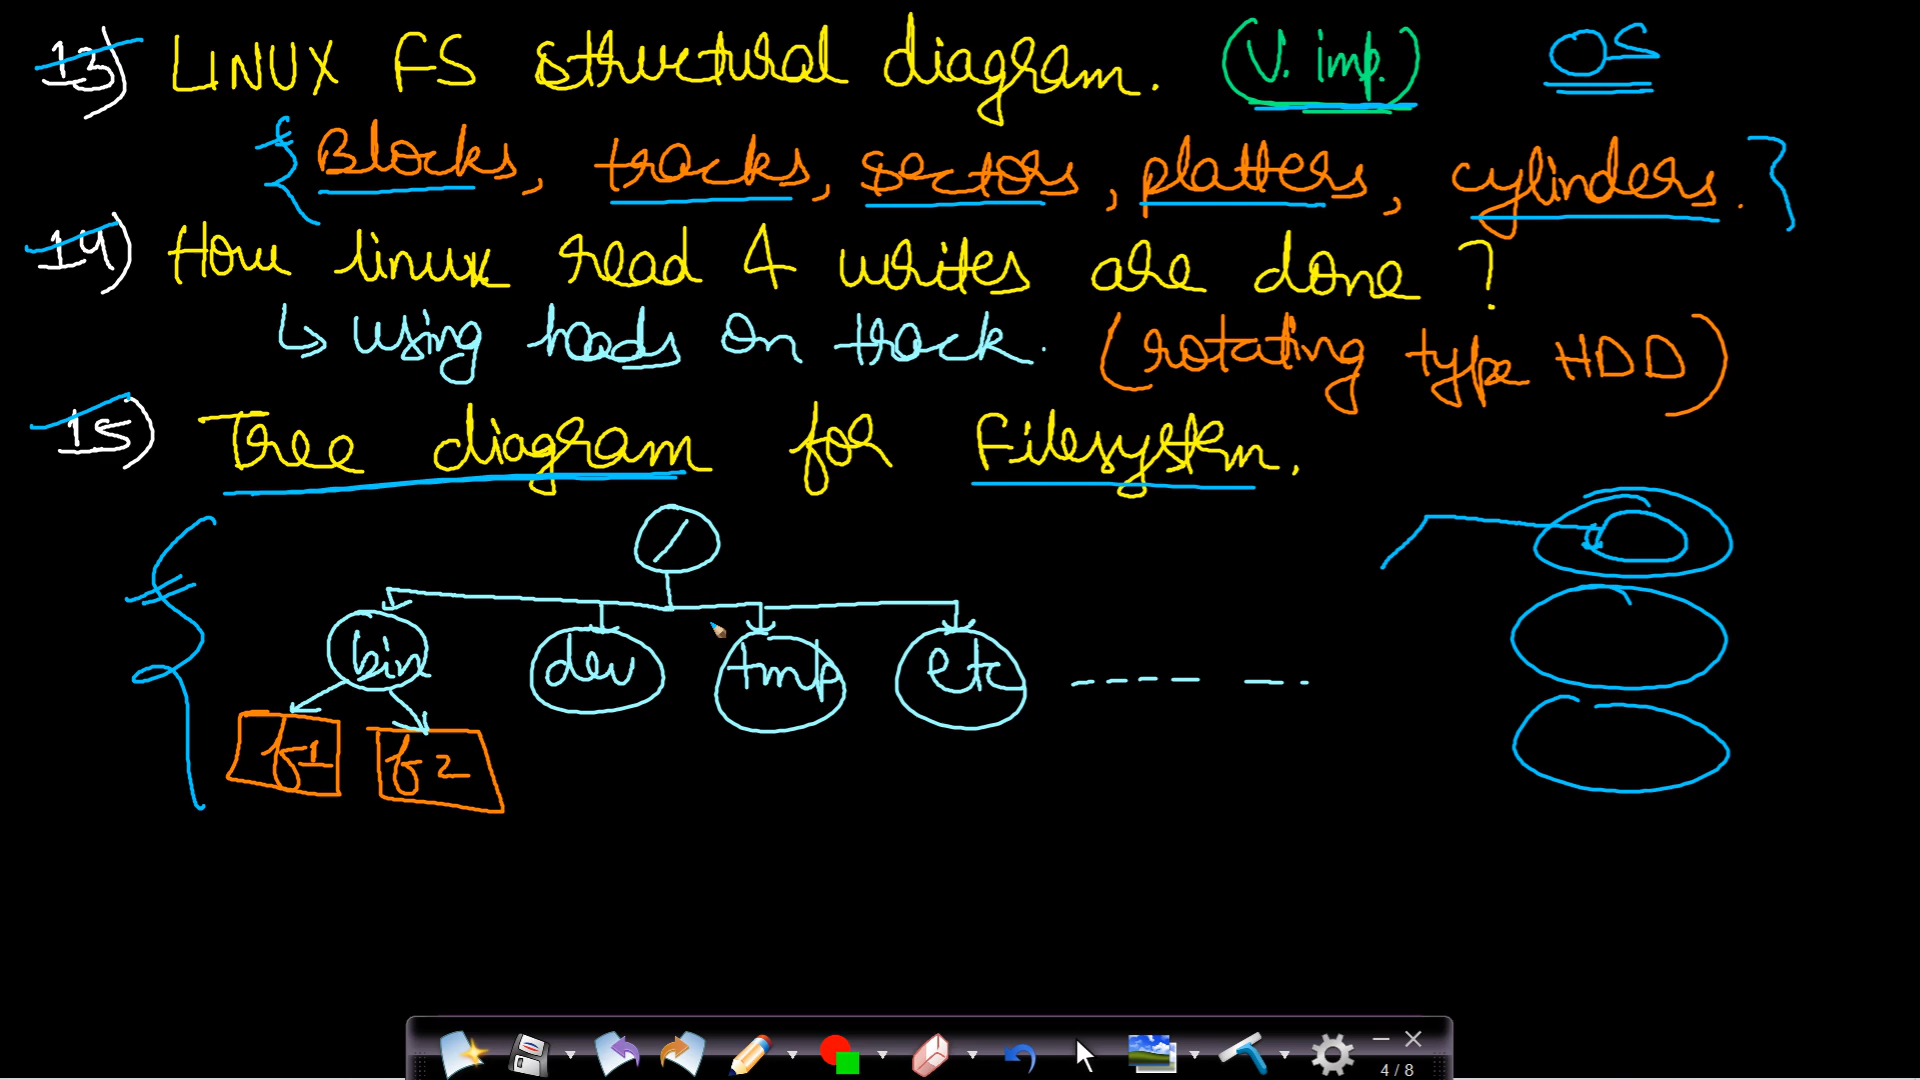 13) LINUX FS structural diagram. (V. imp.) OS
{Blocks, tracks, sectors, platters, cylinders.}
14) How linux read & writes are done ?
↳ using heads on track. (rotating type HDD)
15) Tree diagram for Filesystem.
/
bin dev tmp etc ---- --.
f1 f2
4 / 8